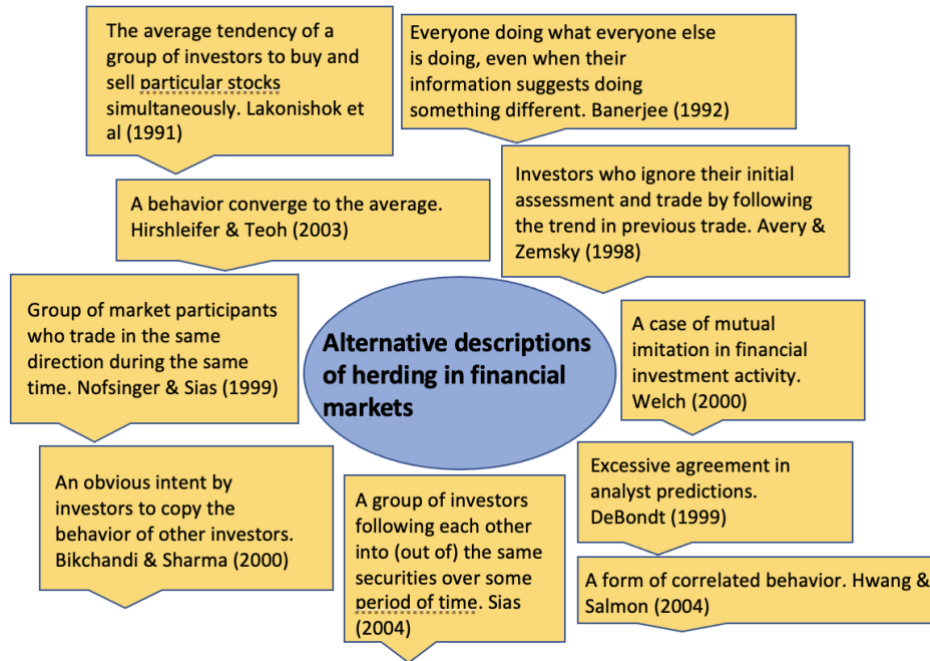 The average tendency of a
group of investors to buy and
sell particular stocks
simultaneously. Lakonishok et
al (1991)
Everyone doing what everyone else
is doing, even when their
information suggests doing
something different. Banerjee (1992)
A behavior converge to the average.
Hirshleifer & Teoh (2003)
Investors who ignore their initial
assessment and trade by following
the trend in previous trade. Avery &
Zemsky (1998)
Group of market participants
who trade in the same
direction during the same
time. Nofsinger & Sias (1999)
Alternative descriptions
of herding in financial
markets
A case of mutual
imitation in financial
investment activity.
Welch (2000)
An obvious intent by
investors to copy the
behavior of other investors.
Bikchandi & Sharma (2000)
A group of investors
following each other
into (out of) the same
securities over some
period of time. Sias
(2004)
Excessive agreement in
analyst predictions.
DeBondt (1999)
A form of correlated behavior. Hwang &
Salmon (2004)